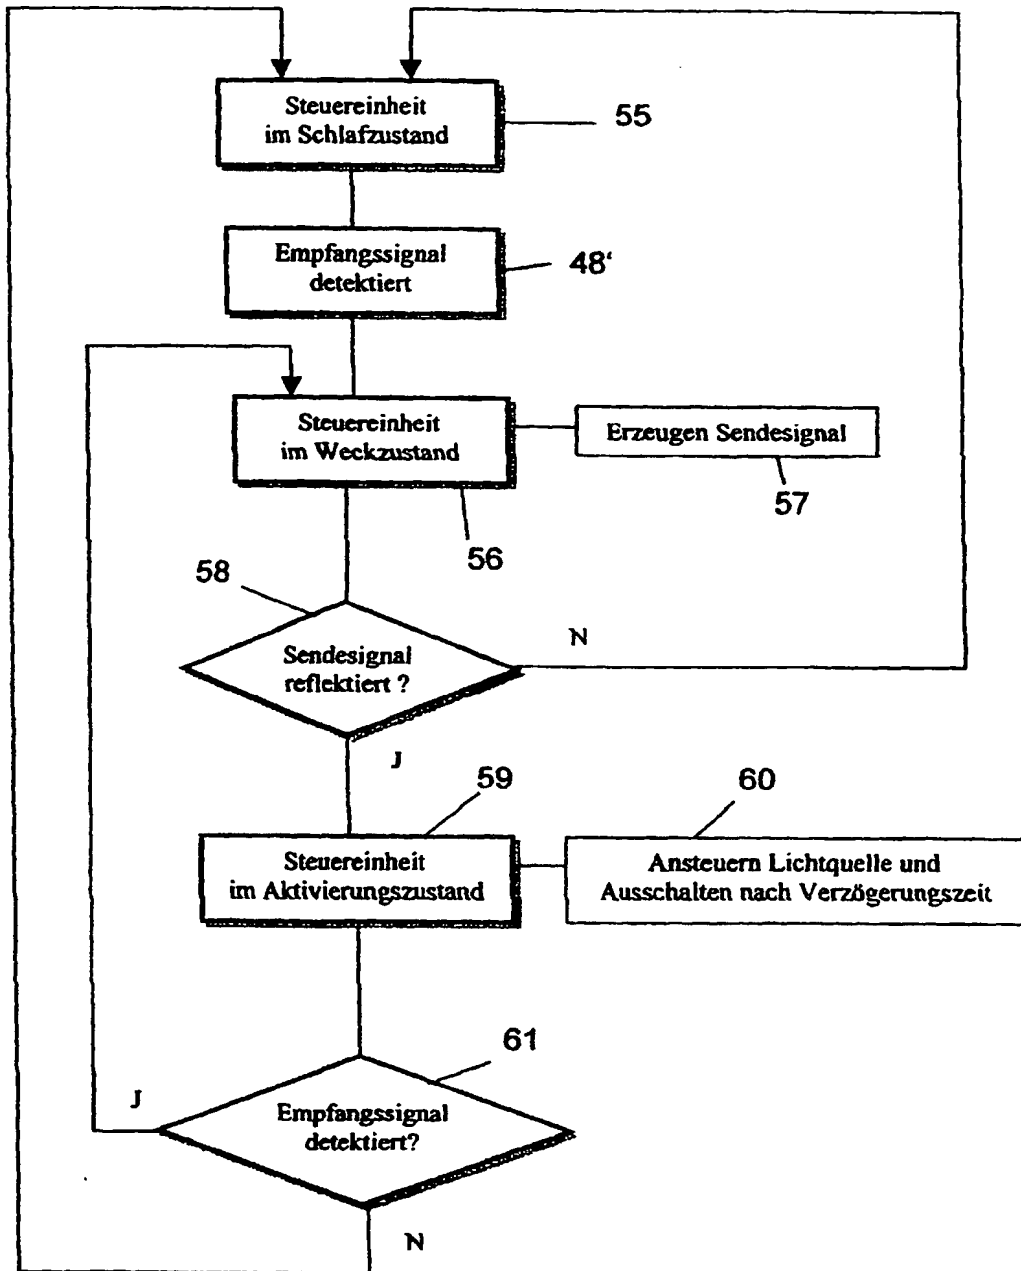 Steuereinheit
im Schlafzustand
55
Empfangssignal
detektiert
48'
Steuereinheit
im Weckzustand
Erzeugen Sendesignal
57
56
58
Sendesignal
reflektiert ?
N
J
59
60
Steuereinheit
im Aktivierungszustand
Ansteuern Lichtquelle und
Ausschalten nach Verzögerungszeit
61
J
Empfangssignal
detektiert?
N